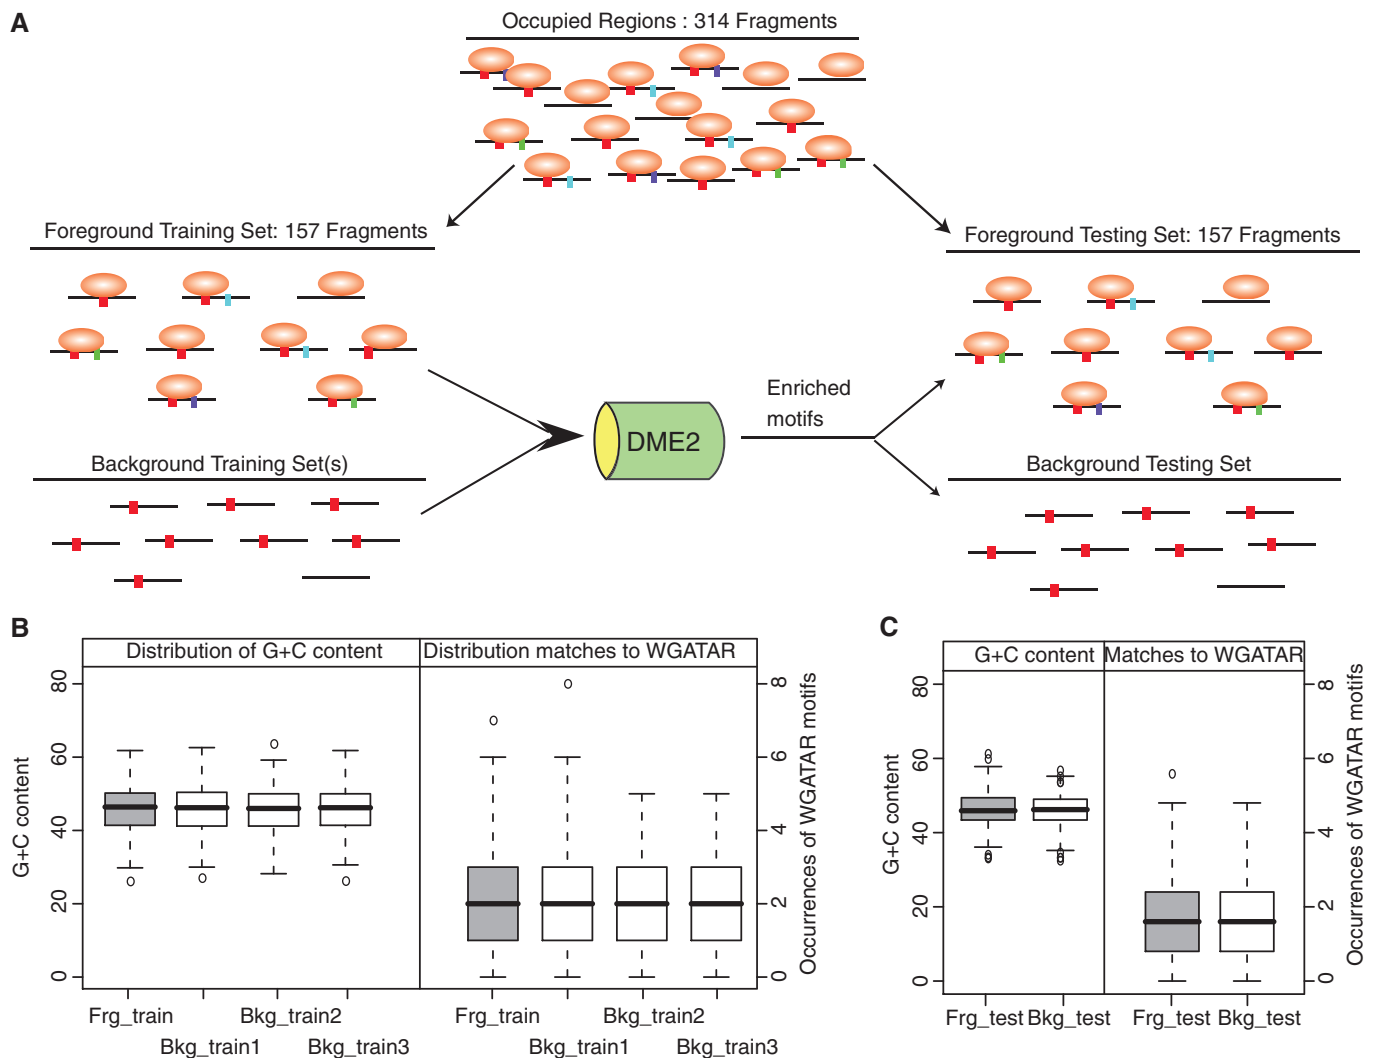 A
Occupied Regions : 314 Fragments
Foreground Training Set: 157 Fragments
Foreground Testing Set: 157 Fragments
Enriched
motifs
DME2
Background Training Set(s)
Background Testing Set
B
Distribution of G+C content
Distribution matches to WGATAR
G+C content
0
20
40
60
80
Occurrences of WGATAR motifs
0
2
4
6
8
Frg_train
Bkg_train1
Bkg_train2
Bkg_train3
Frg_train
Bkg_train1
Bkg_train2
Bkg_train3
C
G+C content
Matches to WGATAR
G+C content
0
20
40
60
80
Occurrences of WGATAR motifs
0
2
4
6
8
Frg_test
Bkg_test
Frg_test
Bkg_test